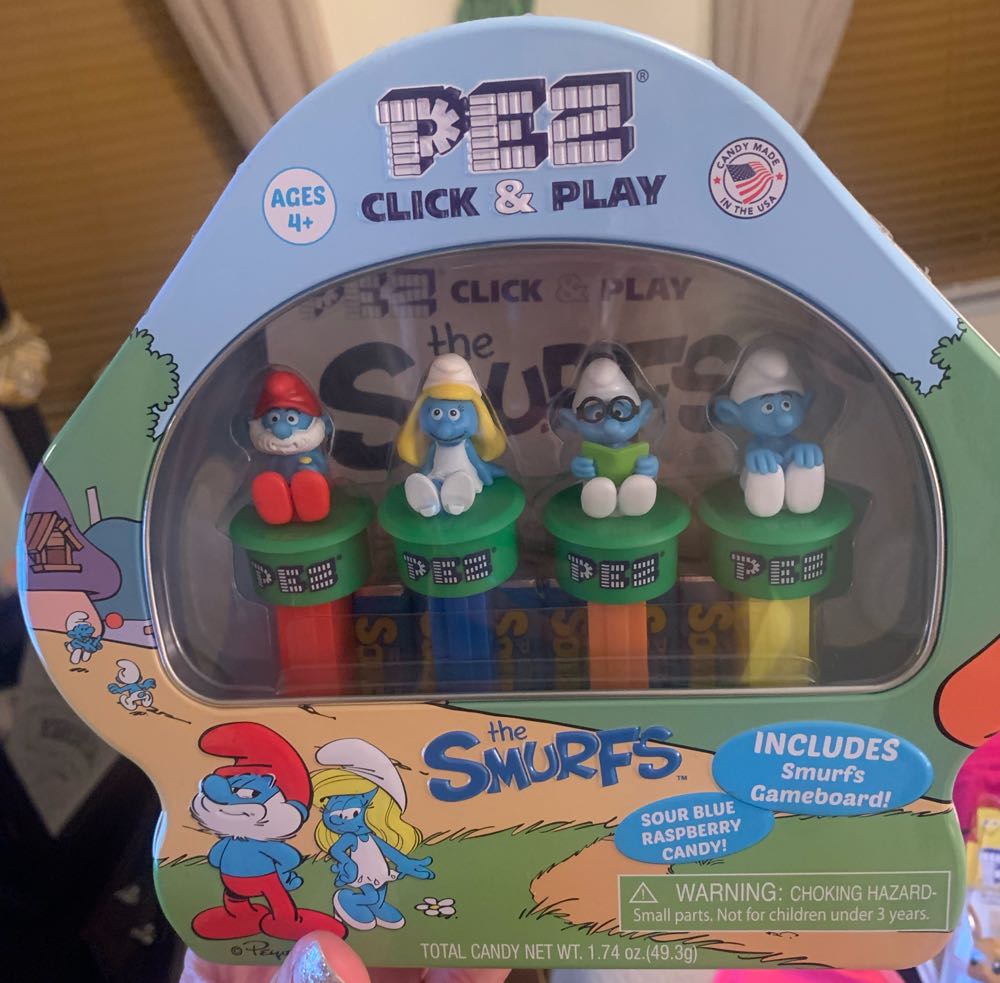 PEZ®
CLICK & PLAY
AGES
4+
CANDY MADE
IN THE USA
PEZ CLICK & PLAY
the
SMURFS
PEZ
PEZ
PEZ
PEZ
the
SMURFS™
INCLUDES
Smurfs
Gameboard!
SOUR BLUE
RASPBERRY
CANDY!
WARNING: CHOKING HAZARD-
Small parts. Not for children under 3 years.
© Peyo
TOTAL CANDY NET WT. 1.74 oz.(49.3g)